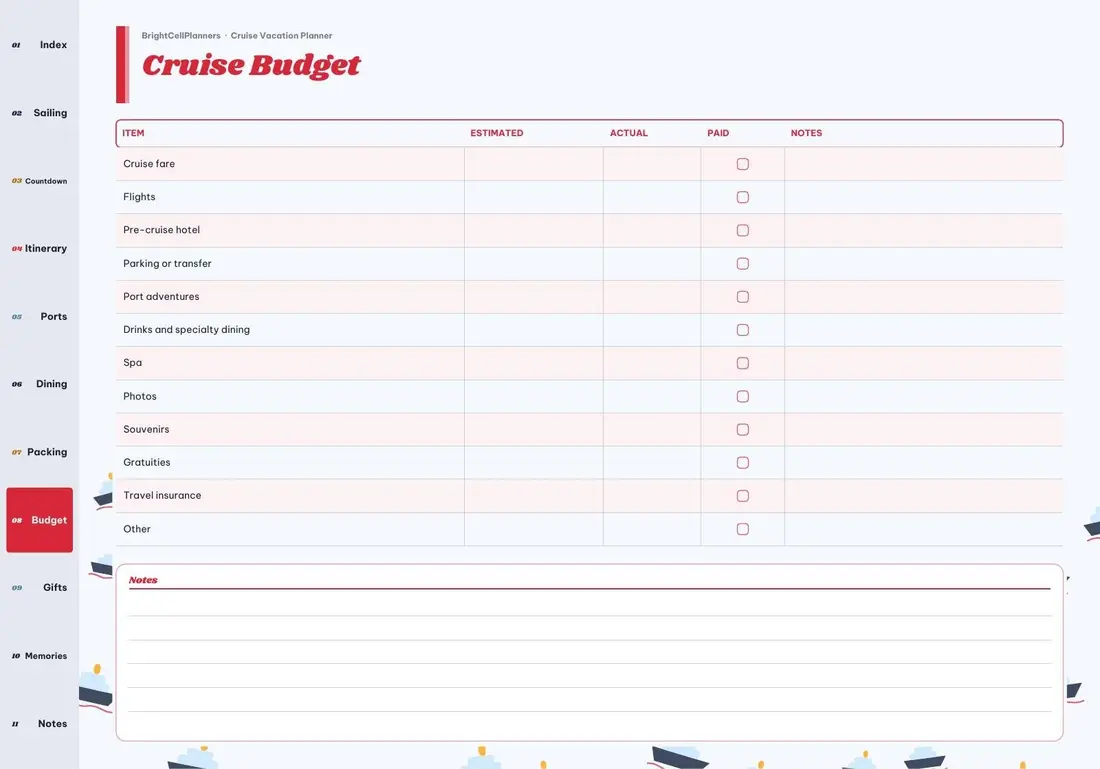 01 Index
02 Sailing
03 Countdown
04 Itinerary
05 Ports
06 Dining
07 Packing
08 Budget
09 Gifts
10 Memories
11 Notes
BrightCellPlanners · Cruise Vacation Planner
Cruise Budget
ITEM ESTIMATED ACTUAL PAID NOTES
Cruise fare
Flights
Pre-cruise hotel
Parking or transfer
Port adventures
Drinks and specialty dining
Spa
Photos
Souvenirs
Gratuities
Travel insurance
Other
Notes